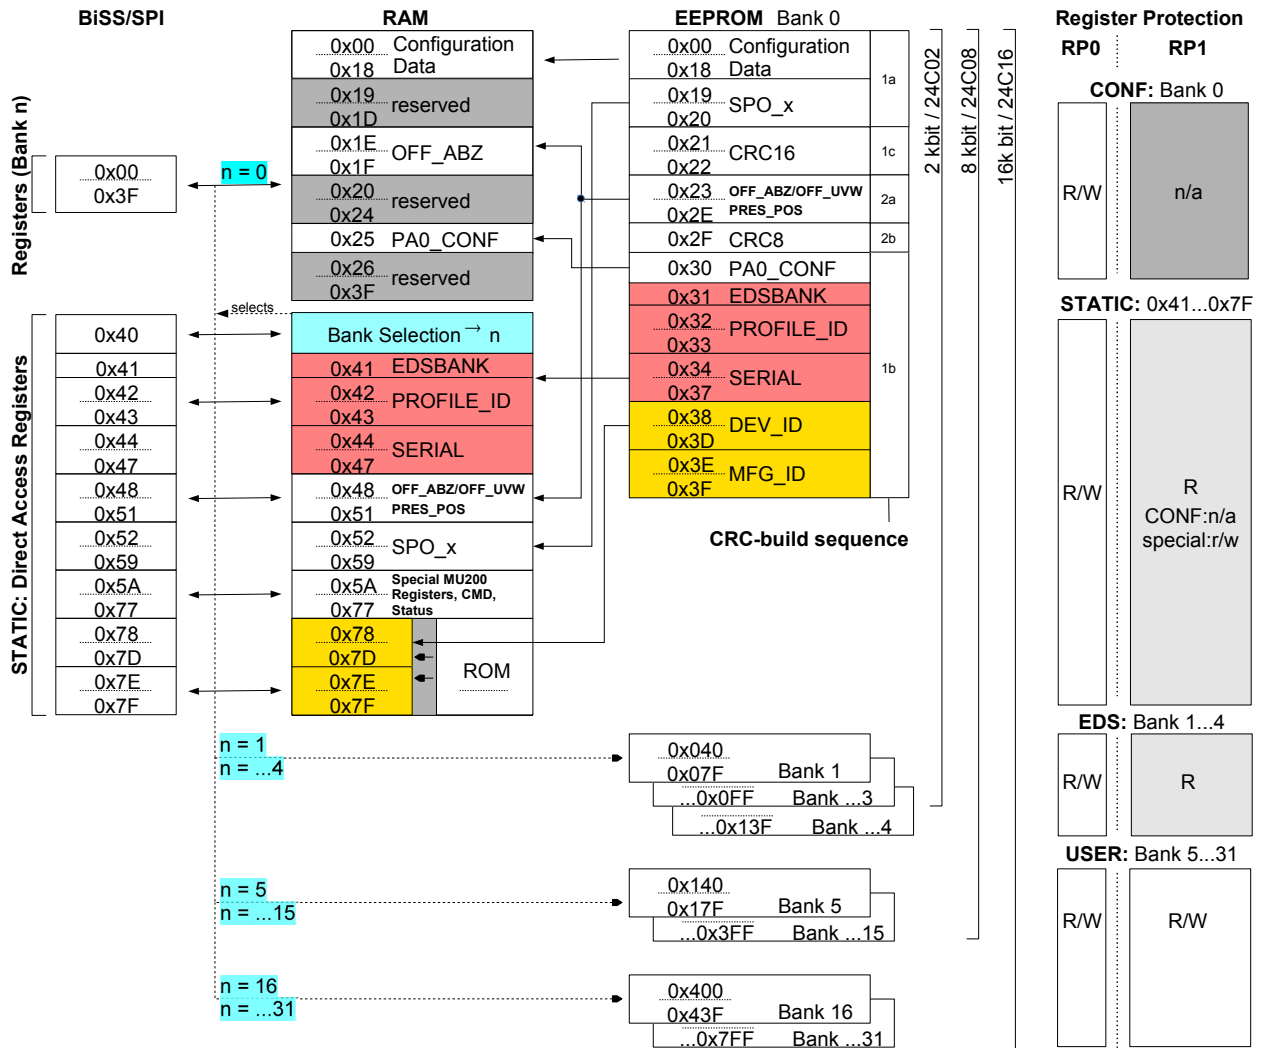 BiSS/SPI
RAM
EEPROM Bank 0
Register Protection
RP0
RP1
Registers (Bank n)
0x00
0x3F
n = 0
STATIC: Direct Access Registers
0x40
0x41
0x42
0x43
0x44
0x47
0x48
0x51
0x52
0x59
0x5A
0x77
0x78
0x7D
0x7E
0x7F
selects
0x00 Configuration
0x18 Data
0x19
reserved
0x1D
0x1E
OFF_ABZ
0x1F
0x20
reserved
0x24
0x25 PA0_CONF
0x26
reserved
0x3F
Bank Selection → n
0x41 EDSBANK
0x42
PROFILE_ID
0x43
0x44
SERIAL
0x47
0x48 OFF_ABZ/OFF_UVW
0x51 PRES_POS
0x52
SPO_x
0x59
0x5A Special MU200
Registers, CMD,
0x77 Status
0x78
0x7D
0x7E
0x7F
ROM
0x00 Configuration
0x18 Data
0x19
SPO_x
0x20
0x21
CRC16
0x22
0x23 OFF_ABZ/OFF_UVW
0x2E PRES_POS
0x2F CRC8
0x30 PA0_CONF
0x31 EDSBANK
0x32
PROFILE_ID
0x33
0x34
SERIAL
0x37
0x38
DEV_ID
0x3D
0x3E
MFG_ID
0x3F
1a
1c
2a
2b
1b
CRC-build sequence
2 kbit / 24C02
8 kbit / 24C08
16k bit / 24C16
n = 1
n = ...4
0x040
0x07F Bank 1
...0x0FF Bank ...3
...0x13F Bank ...4
n = 5
n = ...15
0x140
0x17F Bank 5
...0x3FF Bank ...15
n = 16
n = ...31
0x400
0x43F Bank 16
...0x7FF Bank ...31
CONF: Bank 0
R/W
n/a
STATIC: 0x41...0x7F
R/W
R
CONF:n/a
special:r/w
EDS: Bank 1...4
R/W
R
USER: Bank 5...31
R/W
R/W